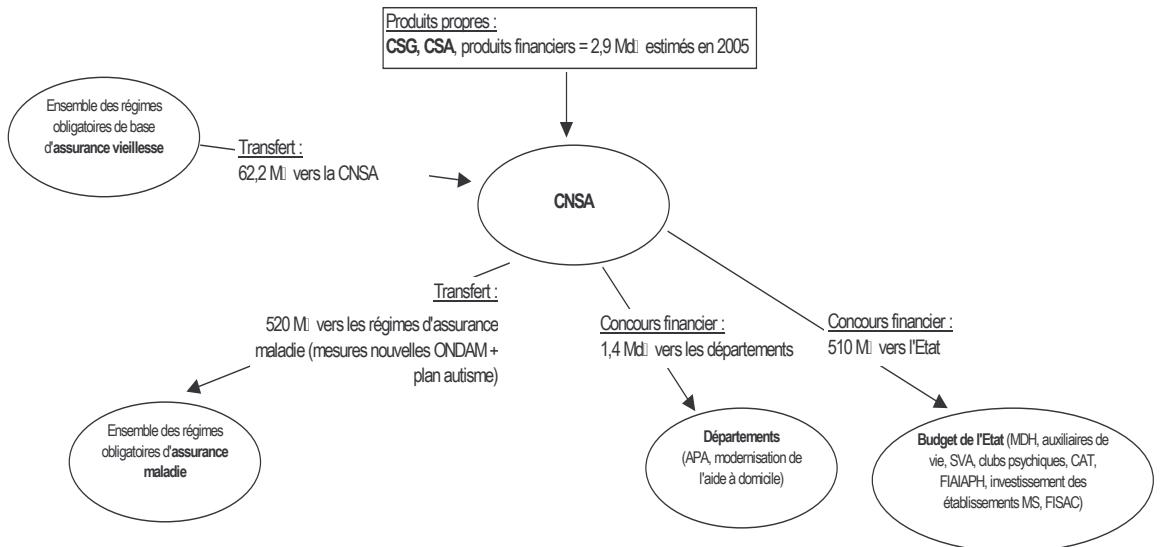 Produits propres :
CSG, CSA, produits financiers = 2,9 Md▯ estimés en 2005
Ensemble des régimes
obligatoires de base
d'assurance vieillesse
Transfert :
62,2 M▯ vers la CNSA
CNSA
Transfert :
520 M▯ vers les régimes d'assurance
maladie (mesures nouvelles ONDAM +
plan autisme)
Concours financier :
1,4 Md▯ vers les départements
Concours financier :
510 M▯ vers l'Etat
Ensemble des régimes
obligatoires d'assurance
maladie
Départements
(APA, modernisation de
l'aide à domicile)
Budget de l'Etat (MDH, auxiliaires de
vie, SVA, clubs psychiques, CAT,
FIAIAPH, investissement des
établissements MS, FISAC)